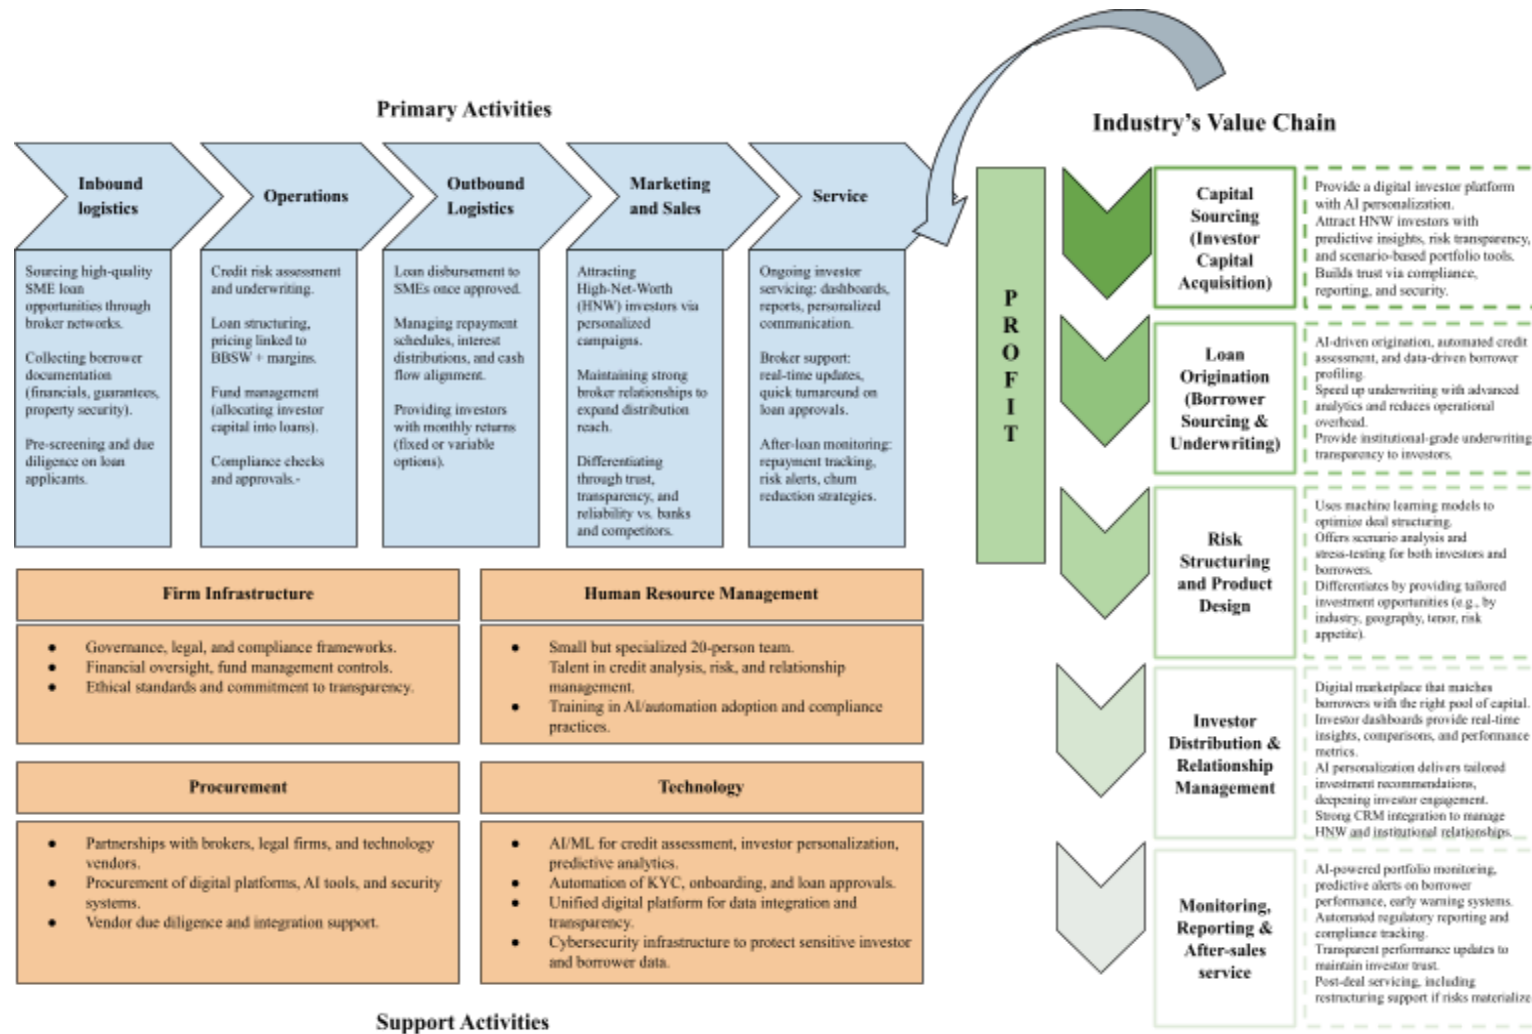 Primary Activities
Inbound
logistics
Sourcing high-quality
SME loan
opportunities through
broker networks.
Collecting borrower
documentation
(financials, guarantees,
property security).
Pre-screening and due
diligence on loan
applicants.
Operations
Credit risk assessment
and underwriting.
Loan structuring,
pricing linked to
BBSW + margins.
Fund management
(allocating investor
capital into loans).
Compliance checks
and approvals.-
Outbound
Logistics
Loan disbursement to
SMEs once approved.
Managing repayment
schedules, interest
distributions, and cash
flow alignment.
Providing investors
with monthly returns
(fixed or variable
options).
Marketing
and Sales
Attracting
High-Net-Worth
(HNW) investors via
personalized
campaigns.
Maintaining strong
broker relationships to
expand distribution
reach.
Differentiating
through trust,
transparency, and
reliability vs. banks
and competitors.
Service
Ongoing investor
servicing: dashboards,
reports, personalized
communication.
Broker support:
real-time updates,
quick turnaround on
loan approvals.
After-loan monitoring:
repayment tracking,
risk alerts, churn
reduction strategies.
Firm Infrastructure
● Governance, legal, and compliance frameworks.
● Financial oversight, fund management controls.
● Ethical standards and commitment to transparency.
Human Resource Management
● Small but specialized 20-person team.
Talent in credit analysis, risk, and relationship
management.
● Training in AI/automation adoption and compliance
practices.
Procurement
● Partnerships with brokers, legal firms, and technology
vendors.
● Procurement of digital platforms, AI tools, and security
systems.
● Vendor due diligence and integration support.
Technology
● AI/ML for credit assessment, investor personalization,
predictive analytics.
● Automation of KYC, onboarding, and loan approvals.
● Unified digital platform for data integration and
transparency.
● Cybersecurity infrastructure to protect sensitive investor
and borrower data.
Support Activities
Industry's Value Chain
P
R
O
F
I
T
Capital
Sourcing
(Investor
Capital
Acquisition)
Provide a digital investor platform
with AI personalization.
Attract HNW investors with
predictive insights, risk transparency,
and scenario-based portfolio tools.
Builds trust via compliance,
reporting, and security.
Loan
Origination
(Borrower
Sourcing &
Underwriting)
AI-driven origination, automated credit
assessment, and data-driven borrower
profiling.
Speed up underwriting with advanced
analytics and reduces operational
overhead.
Provide institutional-grade underwriting
transparency to investors.
Risk
Structuring
and Product
Design
Uses machine learning models to
optimize deal structuring.
Offers scenario analysis and
stress-testing for both investors and
borrowers.
Differentiates by providing tailored
investment opportunities (e.g., by
industry, geography, tenor, risk
appetite).
Investor
Distribution &
Relationship
Management
Digital marketplace that matches
borrowers with the right pool of capital.
Investor dashboards provide real-time
insights, comparisons, and performance
metrics.
AI personalization delivers tailored
investment recommendations,
deepening investor engagement.
Strong CRM integration to manage
HNW and institutional relationships.
Monitoring,
Reporting &
After-sales
service
AI-powered portfolio monitoring,
predictive alerts on borrower
performance, early warning systems.
Automated regulatory reporting and
compliance tracking.
Transparent performance updates to
maintain investor trust.
Post-deal servicing, including
restructuring support if risks materialize